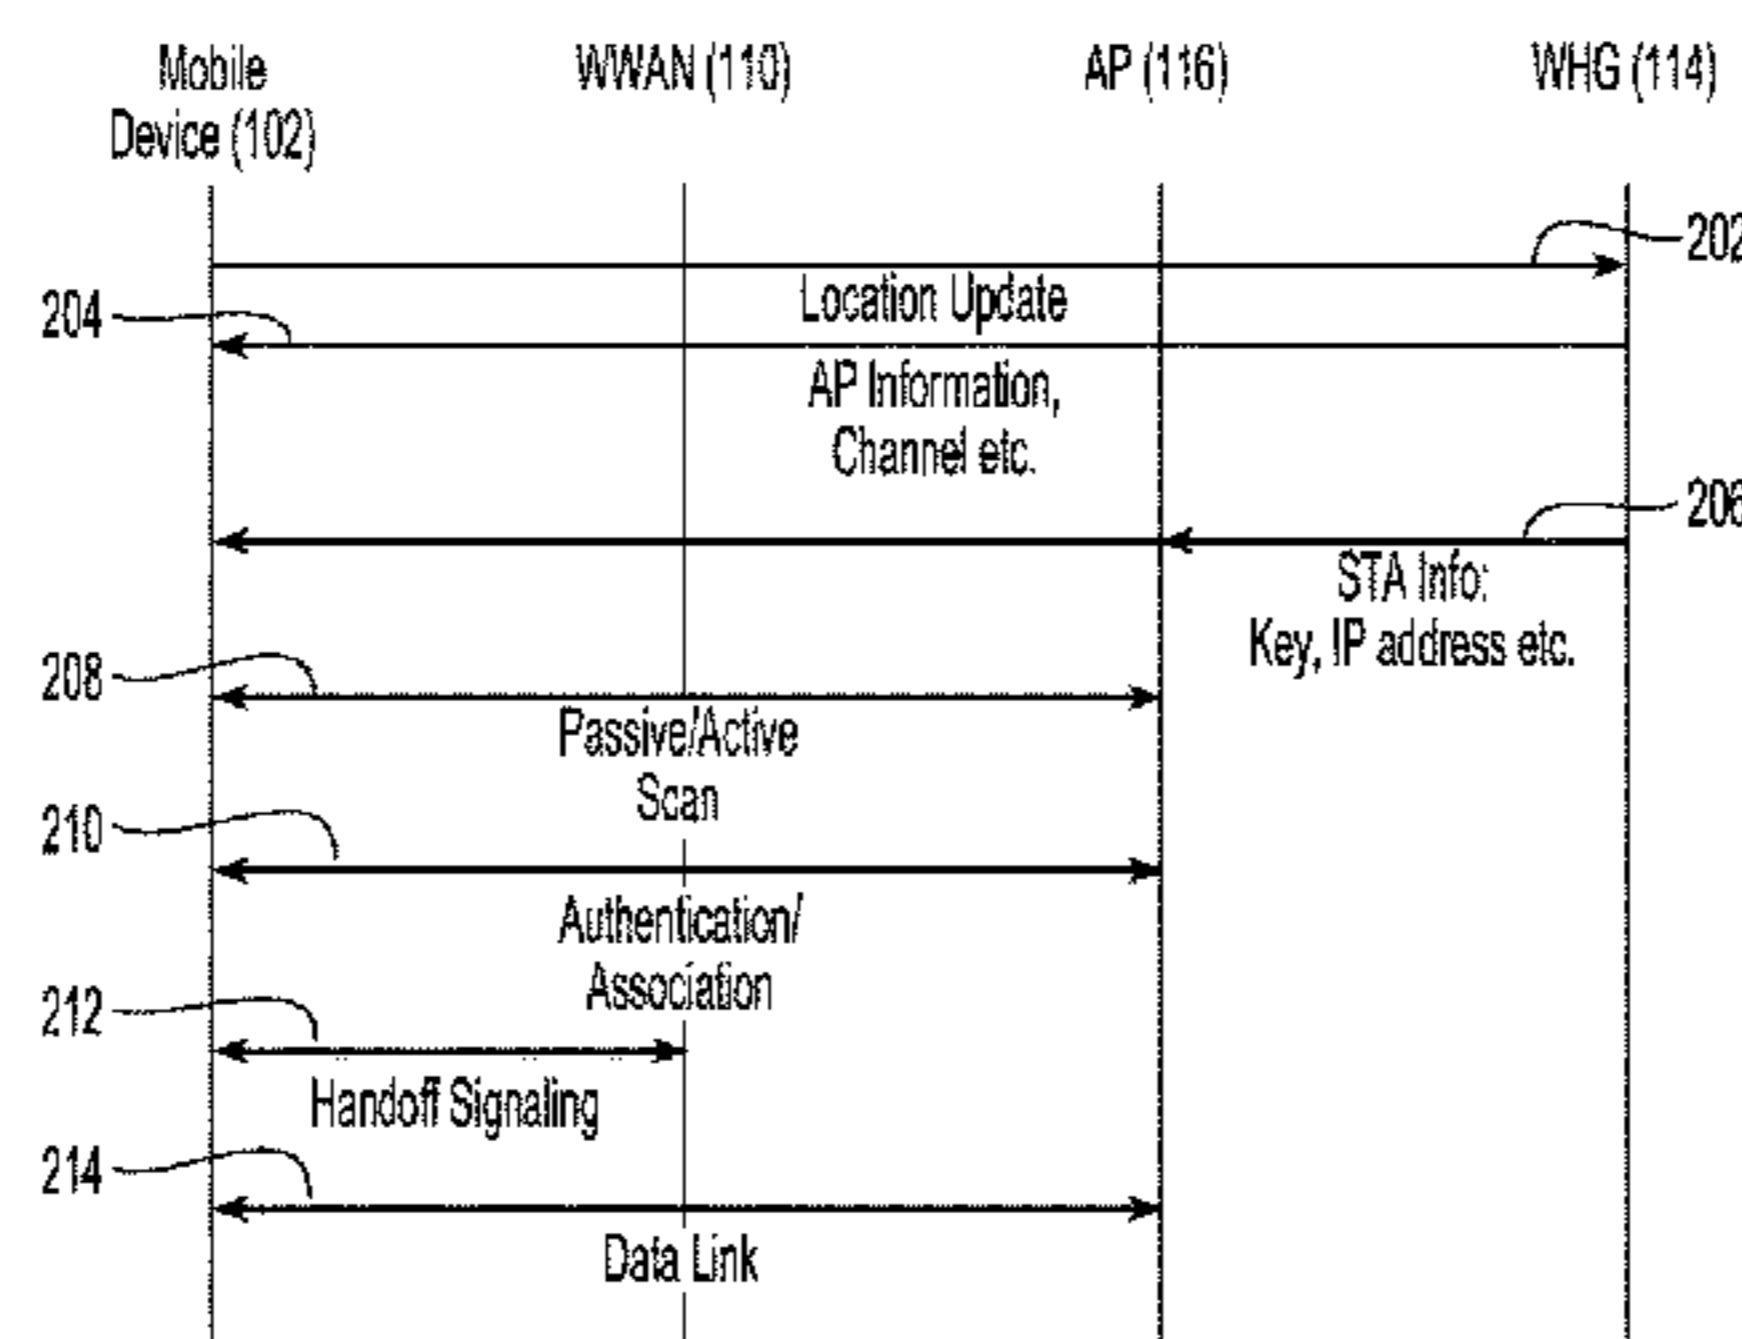 Mobile
Device (102)
WWAN (110)
AP (116)
WHG (114)
202
Location Update
204
AP Information,
Channel etc.
206
STA Info:
Key, IP address etc.
208
Passive/Active
Scan
210
Authentication/
Association
212
Handoff Signaling
214
Data Link